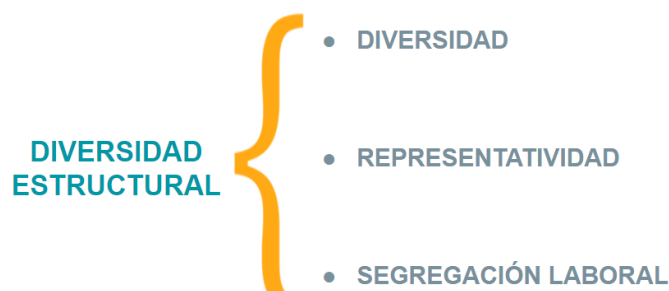 DIVERSIDAD
ESTRUCTURAL
● DIVERSIDAD
● REPRESENTATIVIDAD
● SEGREGACIÓN LABORAL